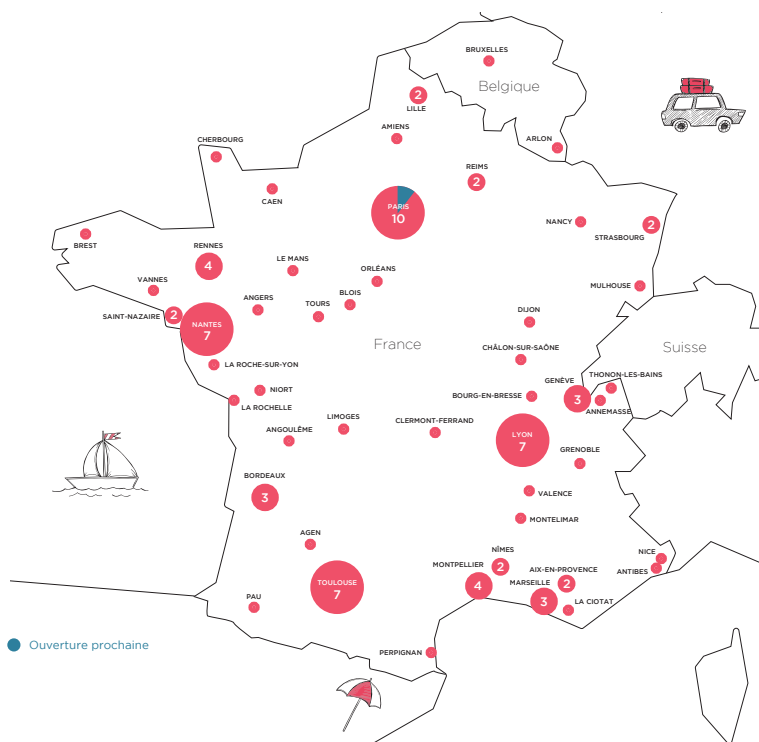 BRUXELLES
Belgique
2
LILLE
AMIENS
ARLON
CHERBOURG
REIMS
2
CAEN
PARIS
10
NANCY
2
STRASBOURG
BREST
RENNES
4
LE MANS
ORLÉANS
VANNES
MULHOUSE
ANGERS
BLOIS
TOURS
SAINT-NAZAIRE
2
NANTES
7
DIJON
France
Suisse
CHÂLON-SUR-SAÔNE
LA ROCHE-SUR-YON
GENÈVE
3
THONON-LES-BAINS
ANNEMASSE
NIORT
BOURG-EN-BRESSE
LA ROCHELLE
LIMOGES
CLERMONT-FERRAND
ANGOULÊME
LYON
7
GRENOBLE
BORDEAUX
3
VALENCE
MONTELIMAR
AGEN
NÎMES
2
NICE
ANTIBES
MONTPELLIER
4
AIX-EN-PROVENCE
2
MARSEILLE
3
LA CIOTAT
TOULOUSE
7
PAU
Ouverture prochaine
PERPIGNAN